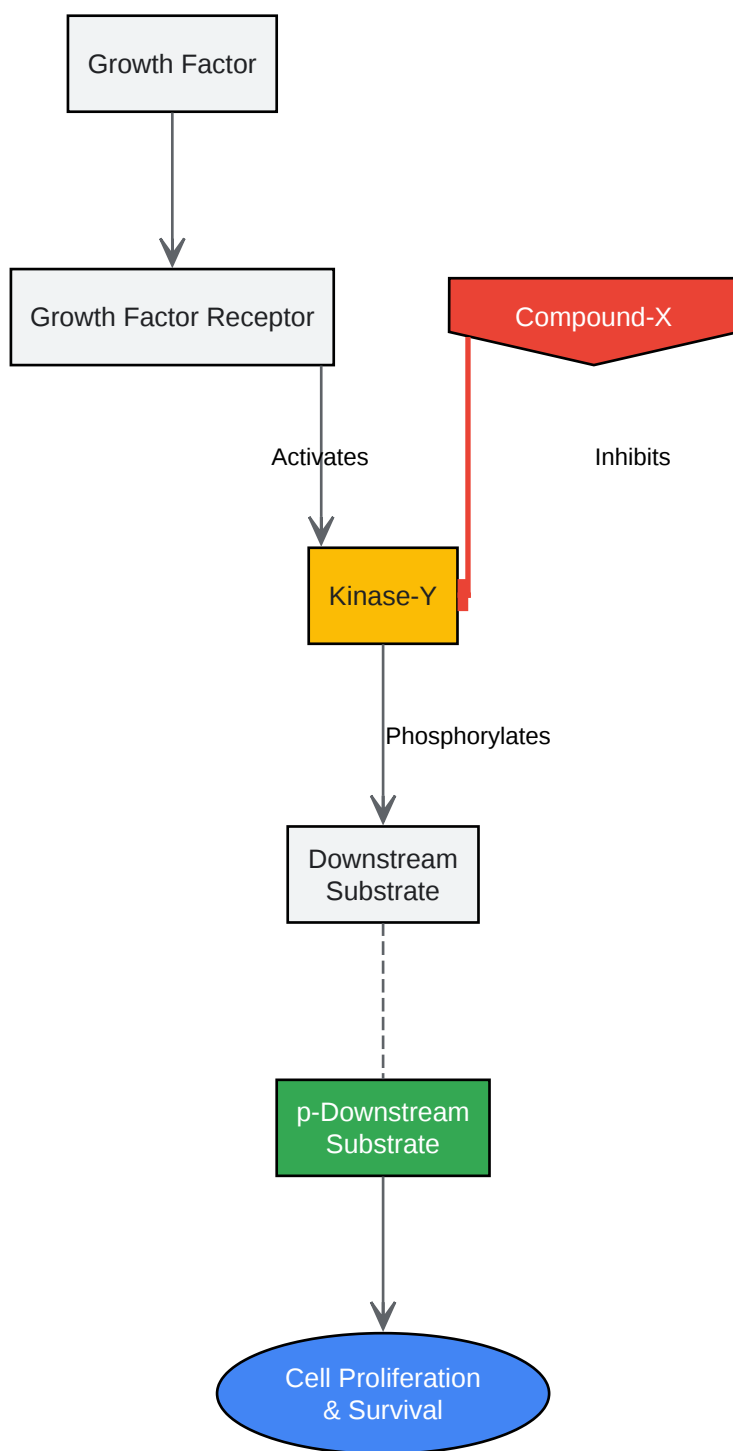 Growth Factor
Growth Factor Receptor
Compound-X
Activates
Inhibits
Kinase-Y
Phosphorylates
Downstream
Substrate
p-Downstream
Substrate
Cell Proliferation
& Survival